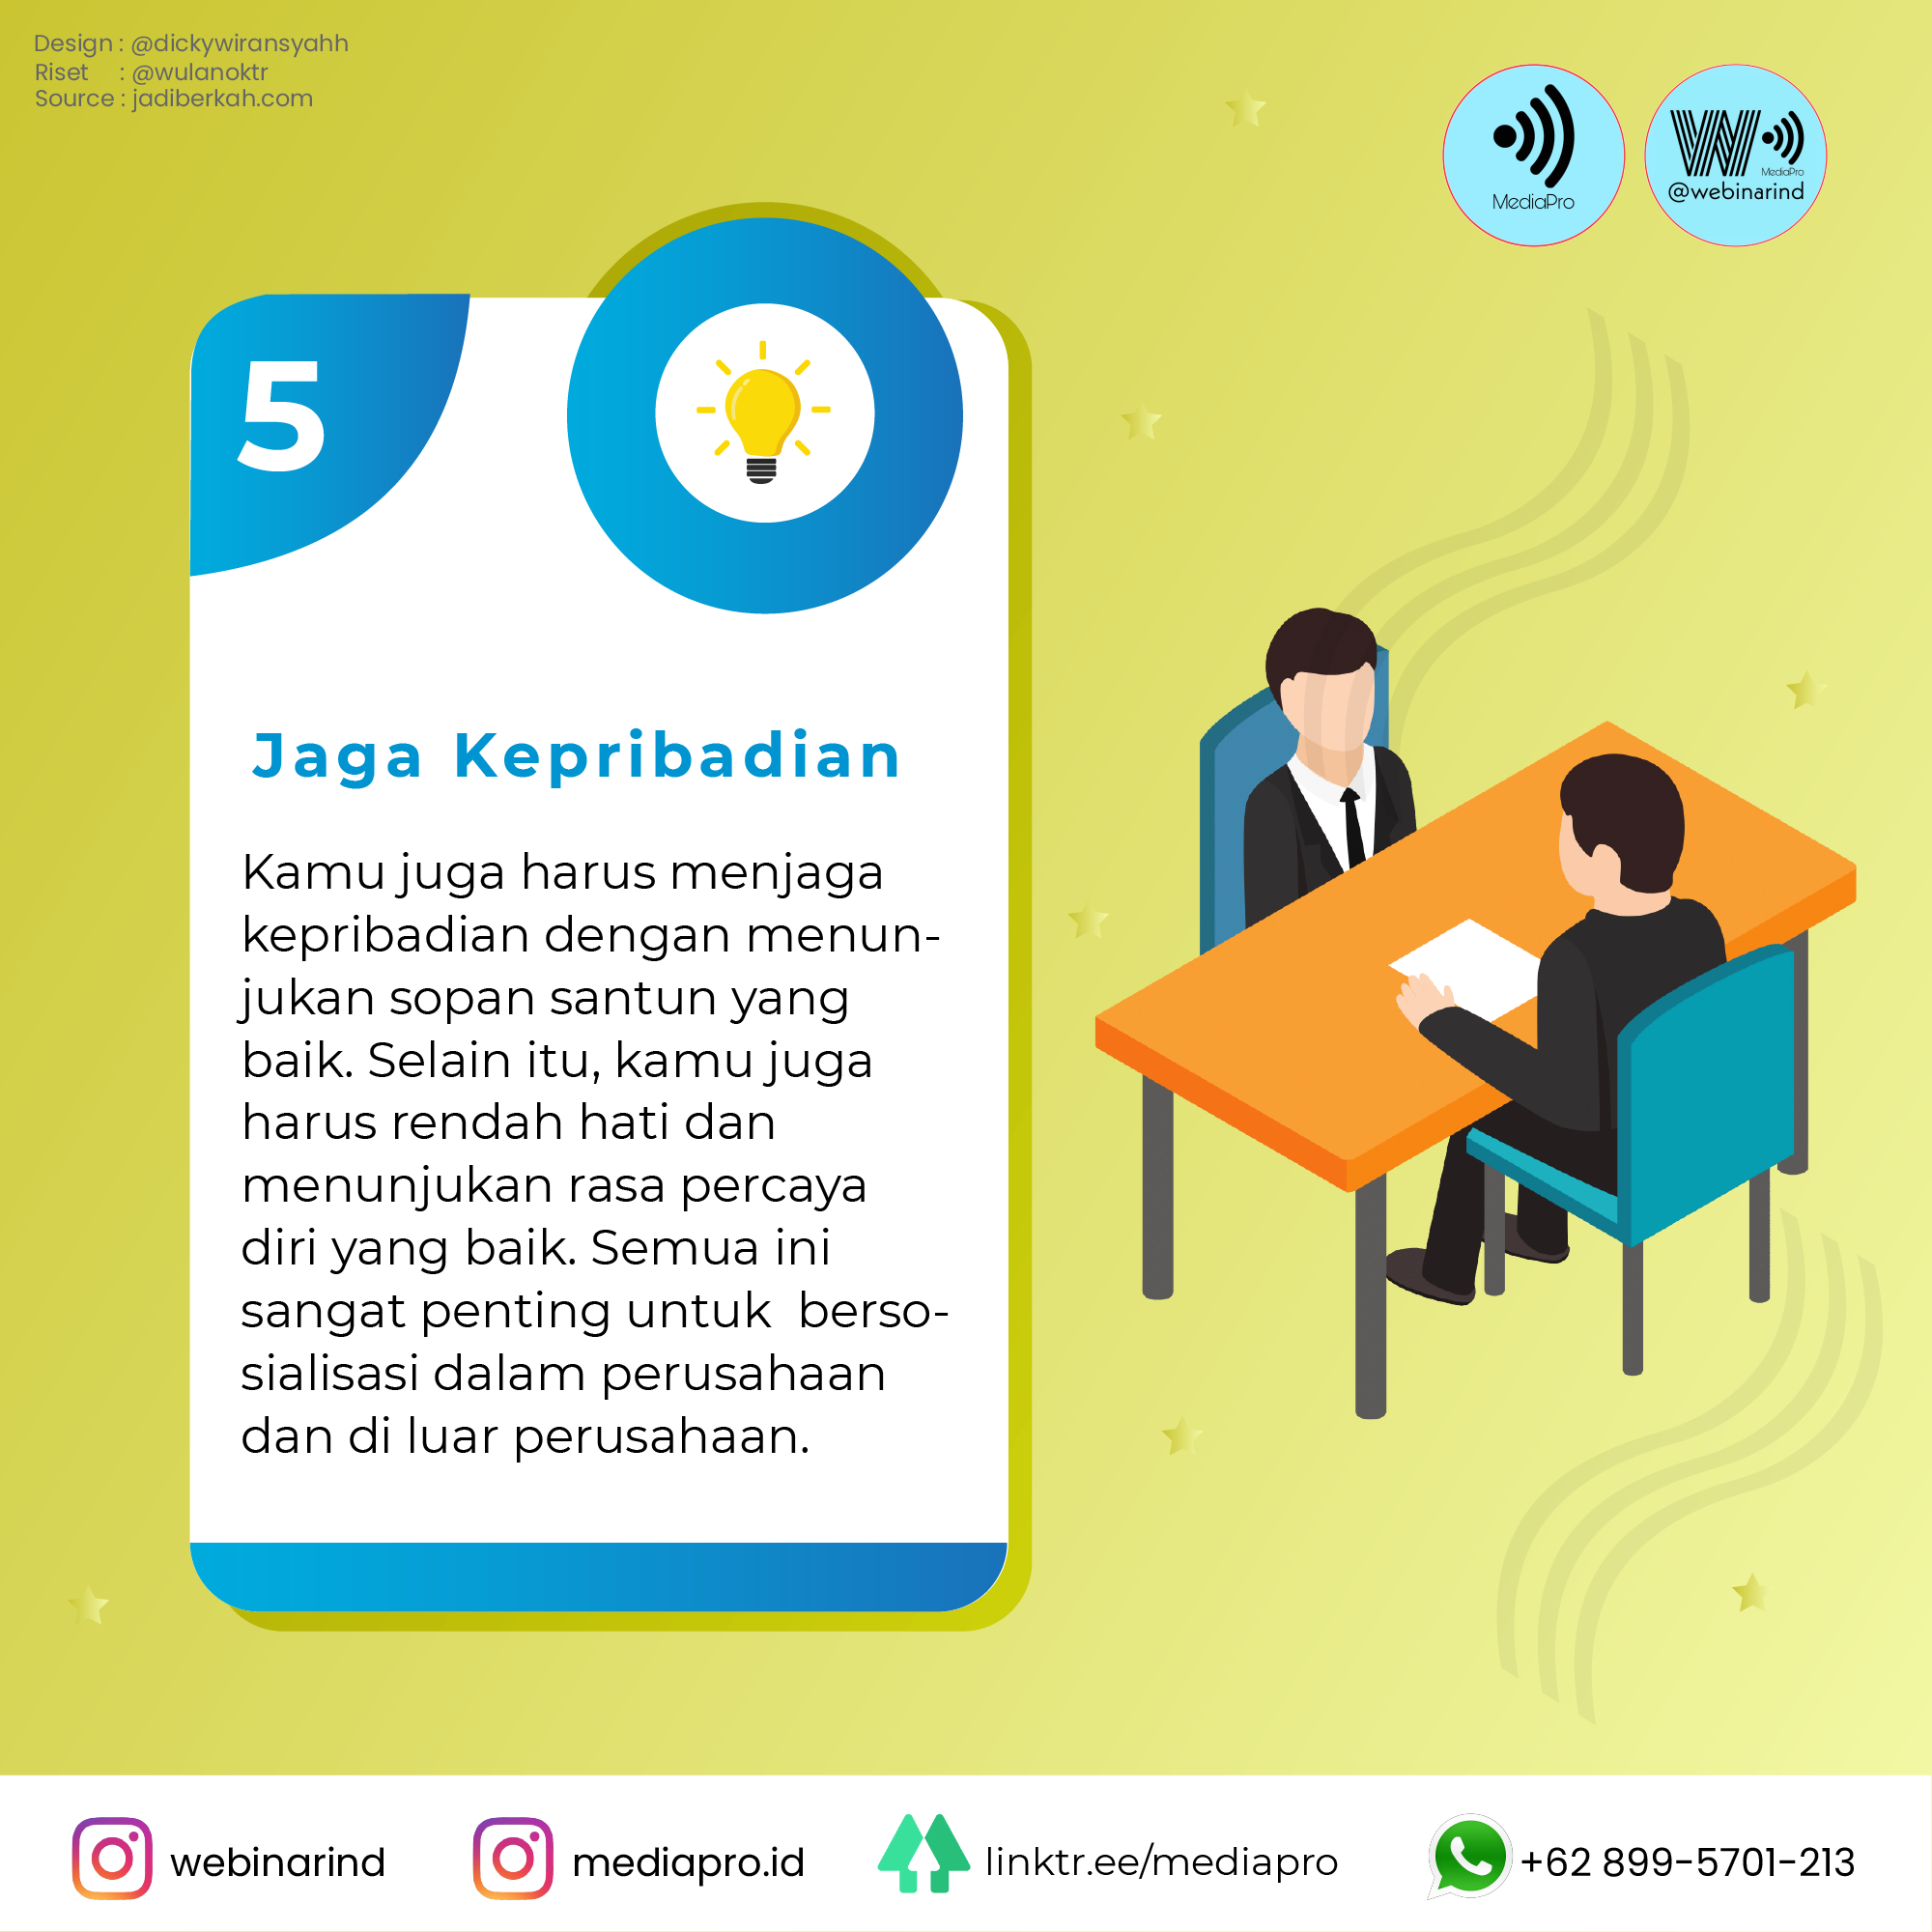 Design : @dickywiransyahh
Riset : @wulanoktr
Source : jadiberkah.com
MediaPro
W MediaPro
@webinarind
5
Jaga Kepribadian
Kamu juga harus menjaga
kepribadian dengan menun-
jukan sopan santun yang
baik. Selain itu, kamu juga
harus rendah hati dan
menunjukan rasa percaya
diri yang baik. Semua ini
sangat penting untuk  berso-
sialisasi dalam perusahaan
dan di luar perusahaan.
webinarind
mediapro.id
linktr.ee/mediapro
+62 899-5701-213